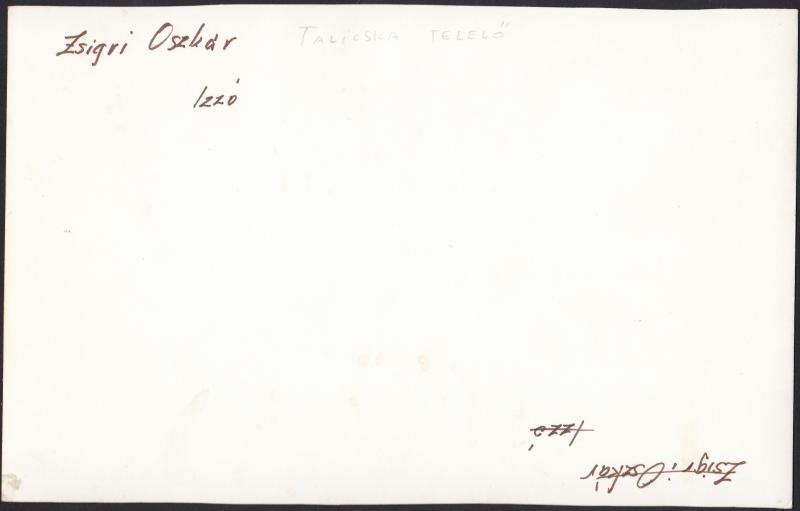 Zsigri Oszkár
TALICSKA TELELŐ
Izzó
Izzó
Zsigri Oszkár